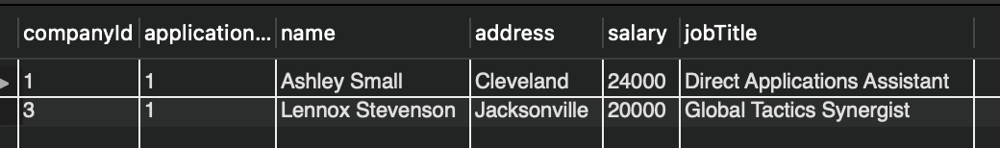 companyId application... name address salary jobTitle
1 1 Ashley Small Cleveland 24000 Direct Applications Assistant
3 1 Lennox Stevenson Jacksonville 20000 Global Tactics Synergist